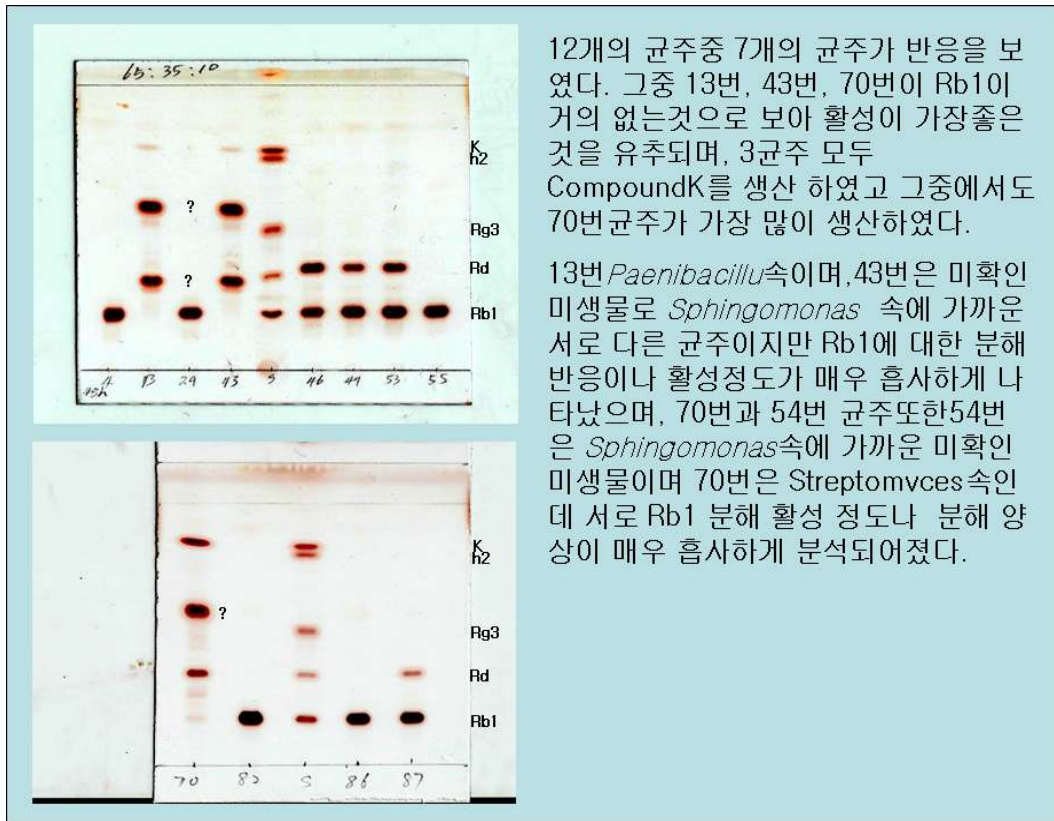 65:35:10
K
h2
?
Rg3
?
Rd
Rb1
13 29 43 S 46 49 53 55
K
h2
?
Rg3
Rd
Rb1
70 82 S 86 87
12개의 균주중 7개의 균주가 반응을 보
였다. 그중 13번, 43번, 70번이 Rb1이
거의 없는것으로 보아 활성이 가장좋은
것을 유추되며, 3균주 모두
CompoundK를 생산 하였고 그중에서도
70번균주가 가장 많이 생산하였다.
13번Paenibacillu속이며,43번은 미확인
미생물로 Sphingomonas 속에 가까운
서로 다른 균주이지만 Rb1에 대한 분해
반응이나 활성정도가 매우 흡사하게 나
타났으며, 70번과 54번 균주또한54번
은 Sphingomonas속에 가까운 미확인
미생물이며 70번은 Streptomvces속인
데 서로 Rb1 분해 활성 정도나 분해 양
상이 매우 흡사하게 분석되어졌다.